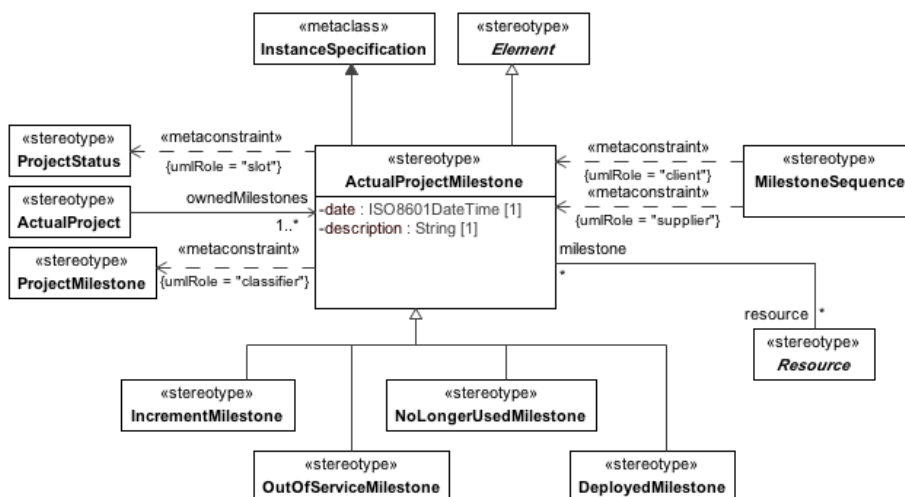 «metaclass»
InstanceSpecification
«stereotype»
Element
«stereotype»
ProjectStatus
«metaconstraint»
{umlRole = "slot"}
«stereotype»
ActualProject
ownedMilestones
1..*
«stereotype»
ProjectMilestone
«metaconstraint»
{umlRole = "classifier"}
«stereotype»
ActualProjectMilestone
-date : ISO8601DateTime [1]
-description : String [1]
«metaconstraint»
{umlRole = "client"}
«metaconstraint»
{umlRole = "supplier"}
«stereotype»
MilestoneSequence
milestone
*
resource
*
«stereotype»
Resource
«stereotype»
IncrementMilestone
«stereotype»
NoLongerUsedMilestone
«stereotype»
OutOfServiceMilestone
«stereotype»
DeployedMilestone